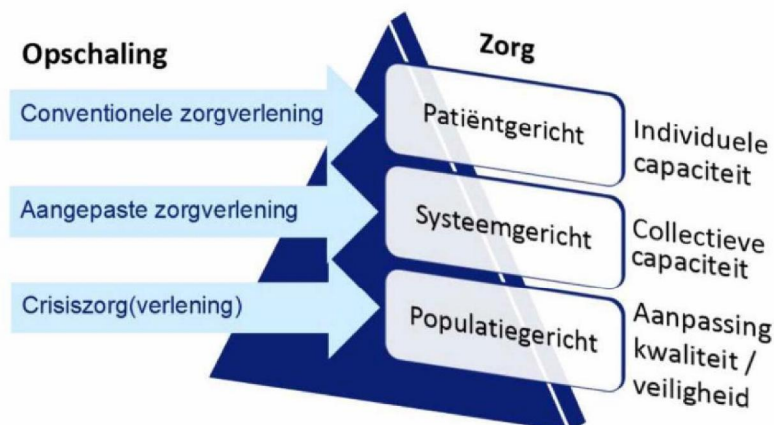 Opschaling
Zorg
Conventionele zorgverlening
Patiëntgericht
Individuele
capaciteit
Aangepaste zorgverlening
Systeemgericht
Collectieve
capaciteit
Crisiszorg(verlening)
Populatiegericht
Aanpassing
kwaliteit /
veiligheid